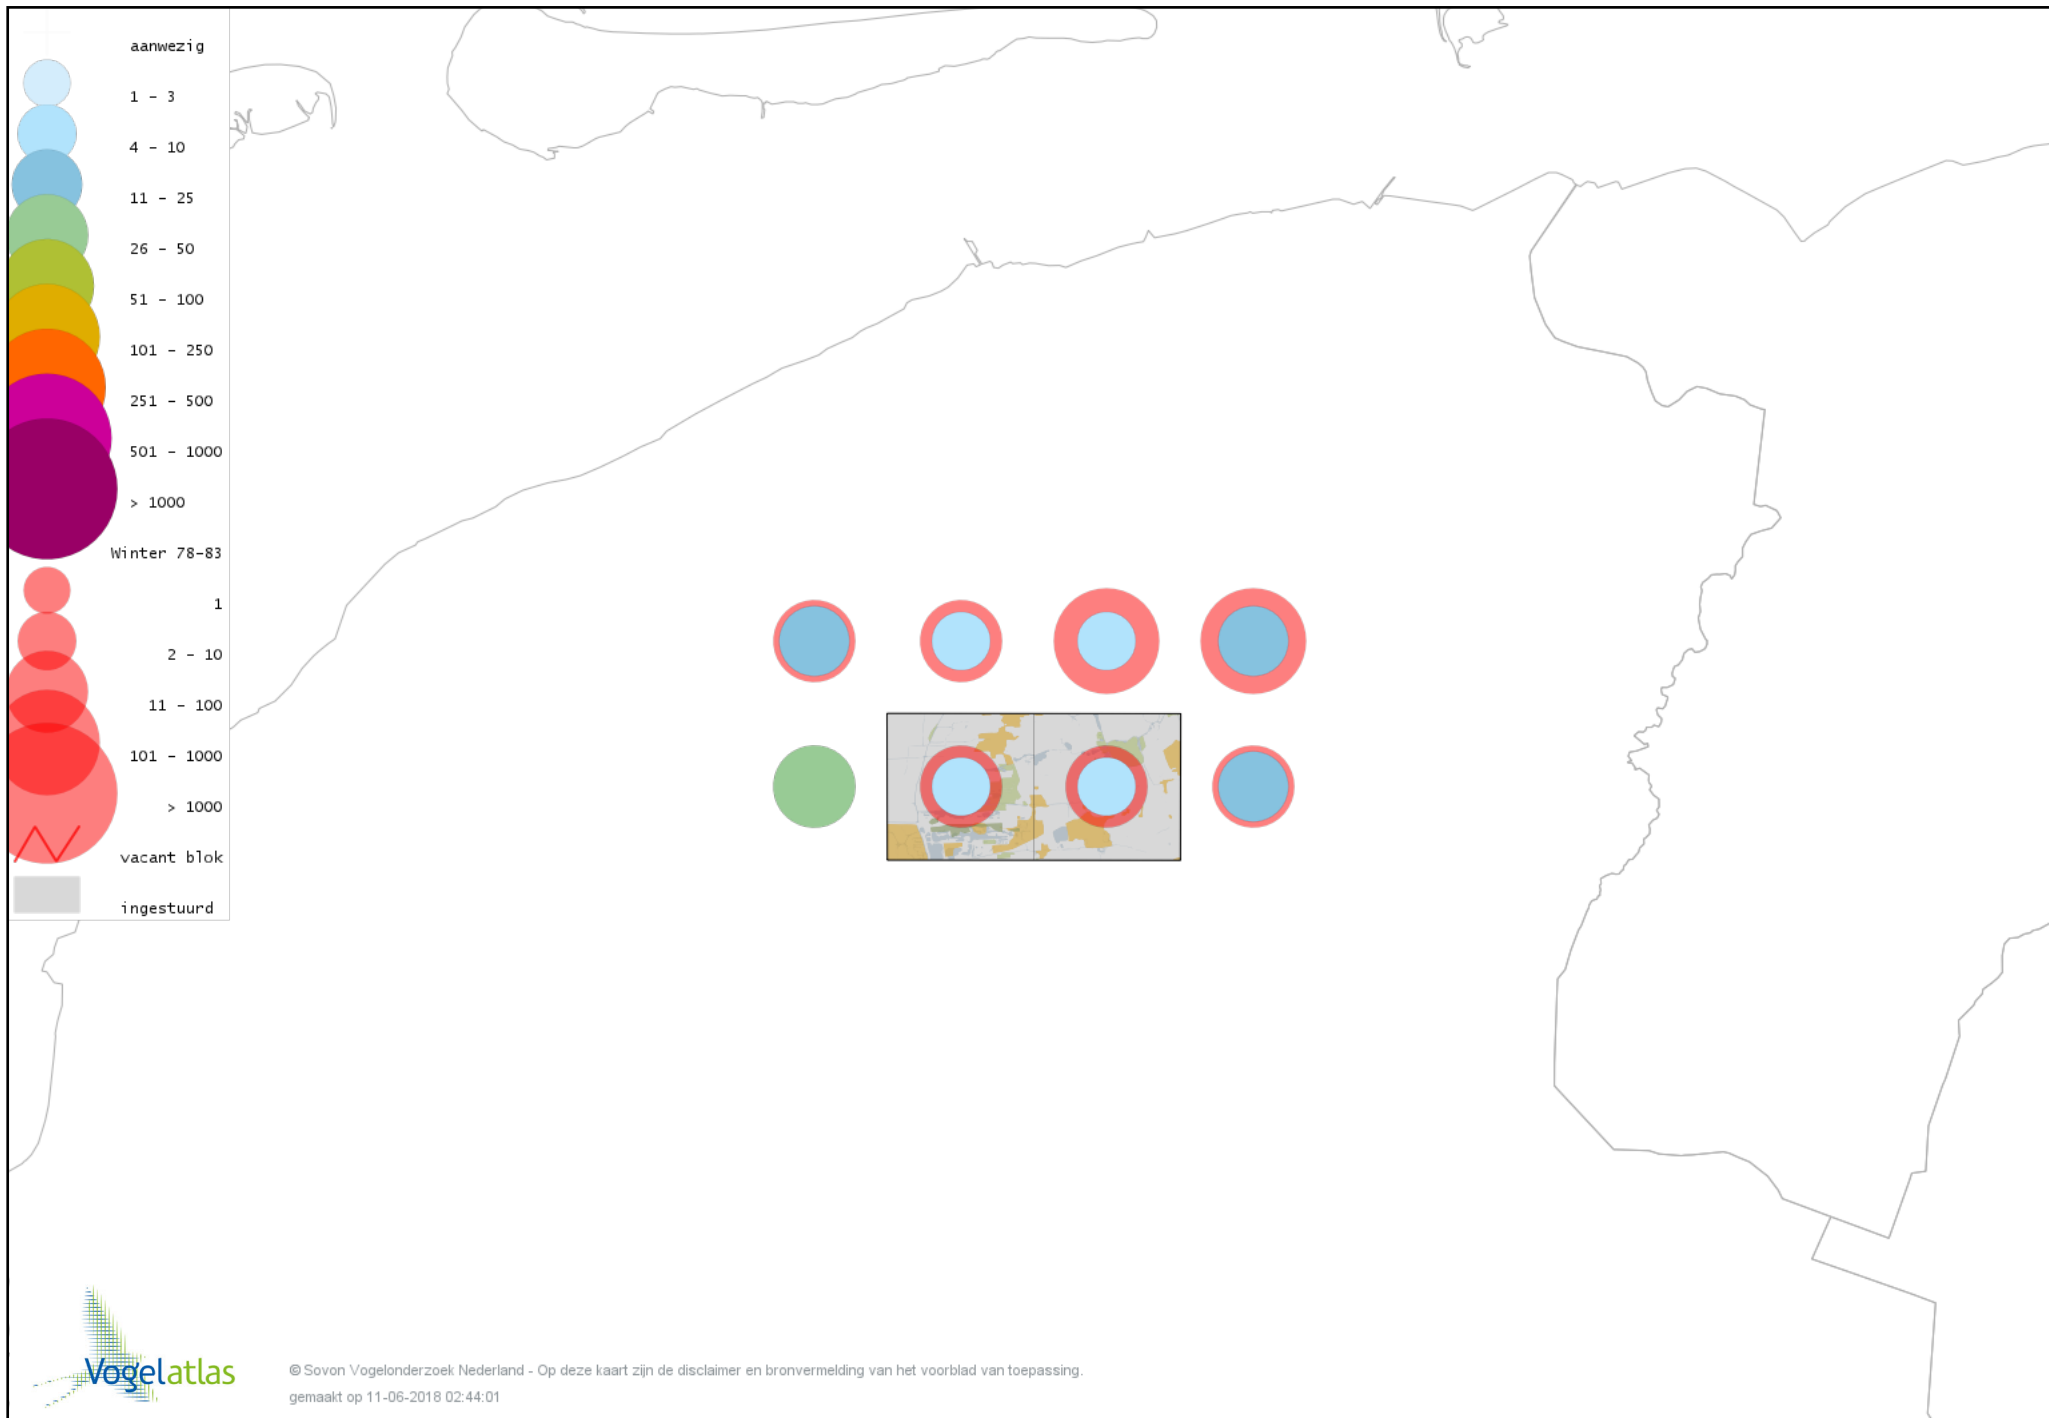 aanwezig
1 - 3
4 - 10
11 - 25
26 - 50
51 - 100
101 - 250
251 - 500
501 - 1000
> 1000
Winter 78-83
1
2 - 10
11 - 100
101 - 1000
> 1000
vacant blok
ingestuurd
Vogelatlas
© Sovon Vogelonderzoek Nederland - Op deze kaart zijn de disclaimer en bronvermelding van het voorblad van toepassing.
gemaakt op 11-06-2018 02:44:01